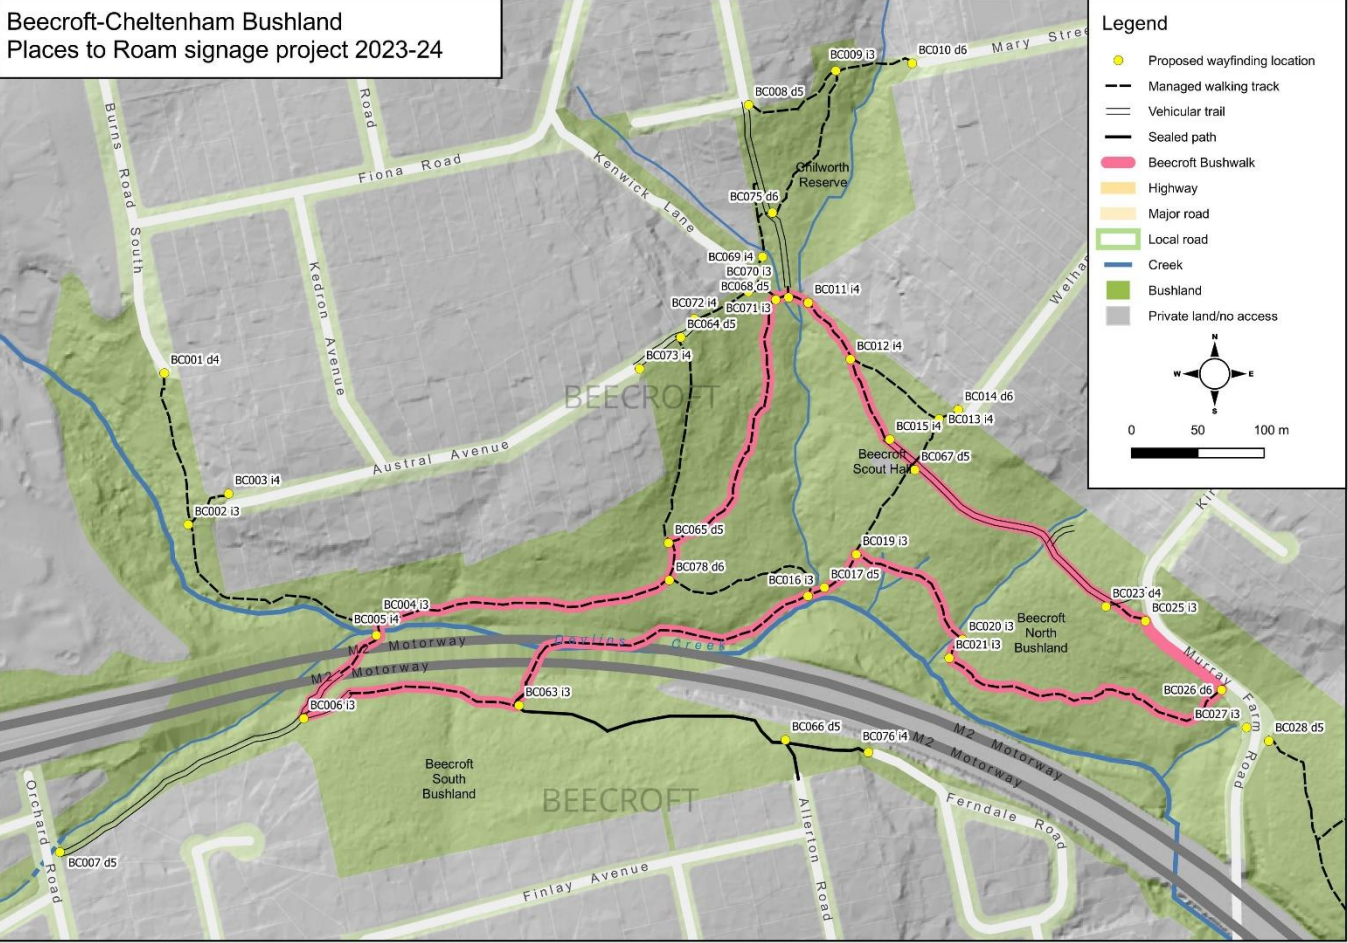 Beecroft-Cheltenham Bushland
Places to Roam signage project 2023-24
Legend
Proposed wayfinding location
Managed walking track
Vehicular trail
Sealed path
Beecroft Bushwalk
Highway
Major road
Local road
Creek
Bushland
Private land/no access
N
W E
S
0 50 100 m
BC009 i3
BC010 d6
Mary Stree
BC008 d5
Burns Road South
Road
Fiona Road
Kenwick Lane
Chilworth
Reserve
BC075 d6
Kedron Avenue
BC069 i4
BC070 i3
BC068 d5
BC011 i4
BC071 i3
BC072 i4
BC064 d5
Welha
BC001 d4
BC073 i4
BC012 i4
BEECROFT
BC014 d6
BC013 i4
BC015 i4
Beecroft
Scout Hall
BC067 d5
Austral Avenue
BC003 i4
BC002 i3
Kir
BC065 d5
BC019 i3
BC078 d6
BC016 i3
BC017 d5
BC004 i3
BC005 i4
BC023 d4
BC025 i3
BC020 i3
BC021 i3
Beecroft
North
Bushland
M2 Motorway
M2 Motorway
Devlins Creek
Murray Farm Road
BC026 d6
BC027 i3
BC028 d5
BC006 i3
BC063 i3
BC066 d5
BC076 i4
M2 Motorway
M2 Motorway
Beecroft
South
Bushland
BEECROFT
Ferndale Road
Orchard Road
BC007 d5
Allerton Road
Finlay Avenue